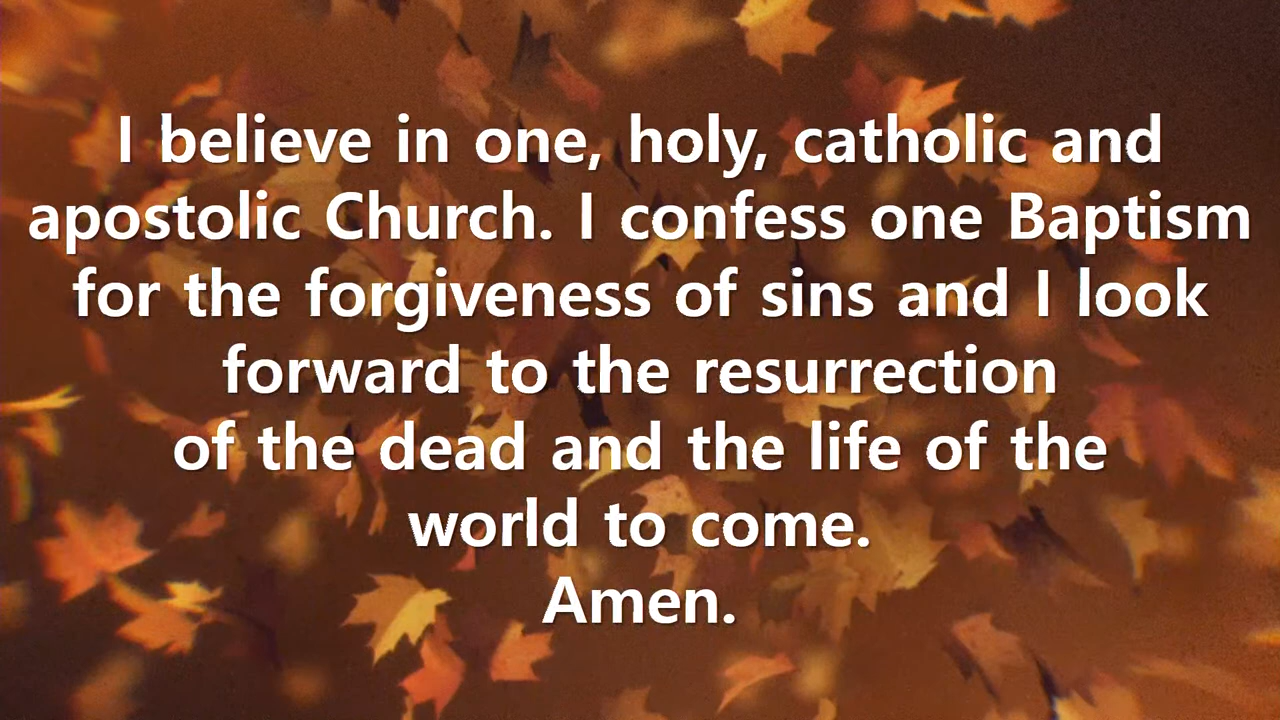 I believe in one, holy, catholic and
apostolic Church. I confess one Baptism
for the forgiveness of sins and I look
forward to the resurrection
of the dead and the life of the
world to come.
Amen.